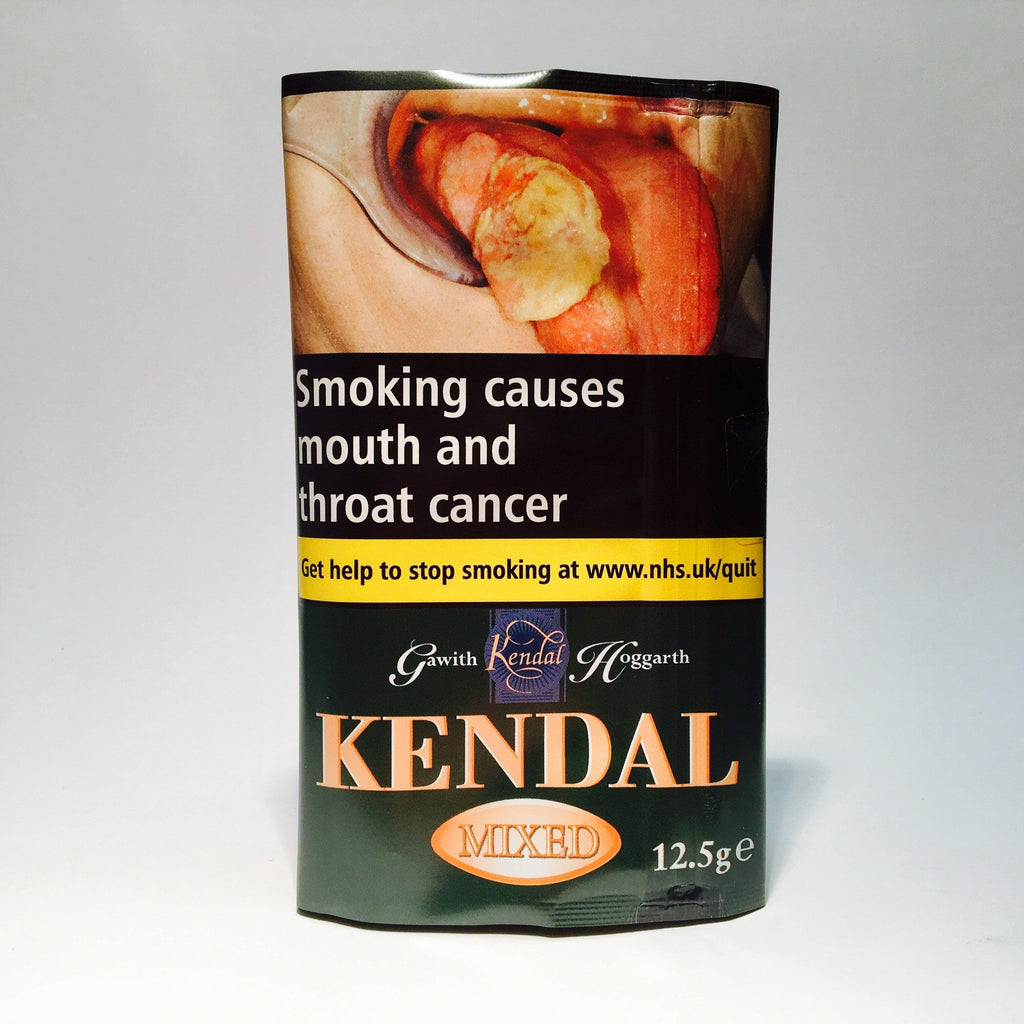 Smoking causes
mouth and
throat cancer
Get help to stop smoking at www.nhs.uk/quit
Gawith Kendal Hoggarth
KENDAL
MIXED
12.5g e